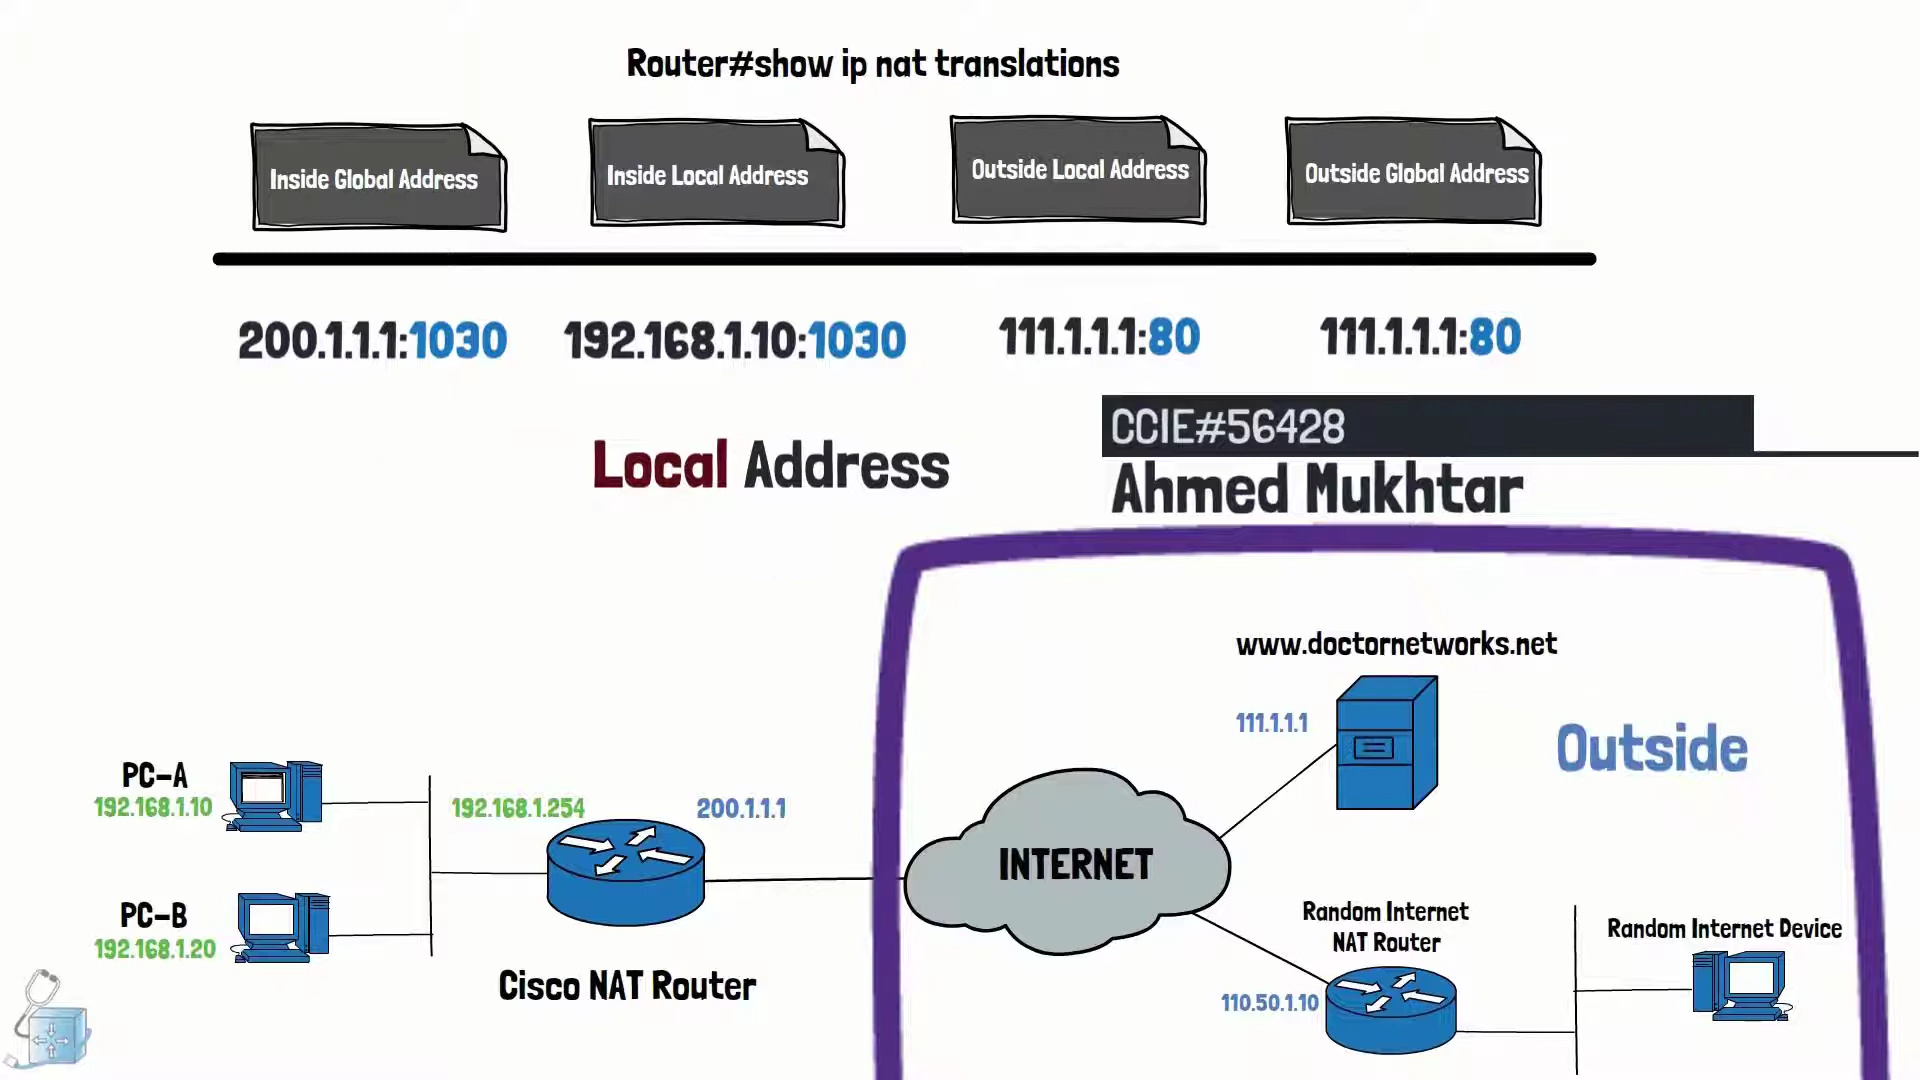 Router#show ip nat translations
Inside Global Address
Inside Local Address
Outside Local Address
Outside Global Address
200.1.1.1:1030
192.168.1.10:1030
111.1.1.1:80
111.1.1.1:80
CCIE#56428
Local Address
Ahmed Mukhtar
www.doctornetworks.net
111.1.1.1
Outside
PC-A
192.168.1.10
192.168.1.254
200.1.1.1
INTERNET
PC-B
192.168.1.20
Cisco NAT Router
Random Internet
NAT Router
110.50.1.10
Random Internet Device